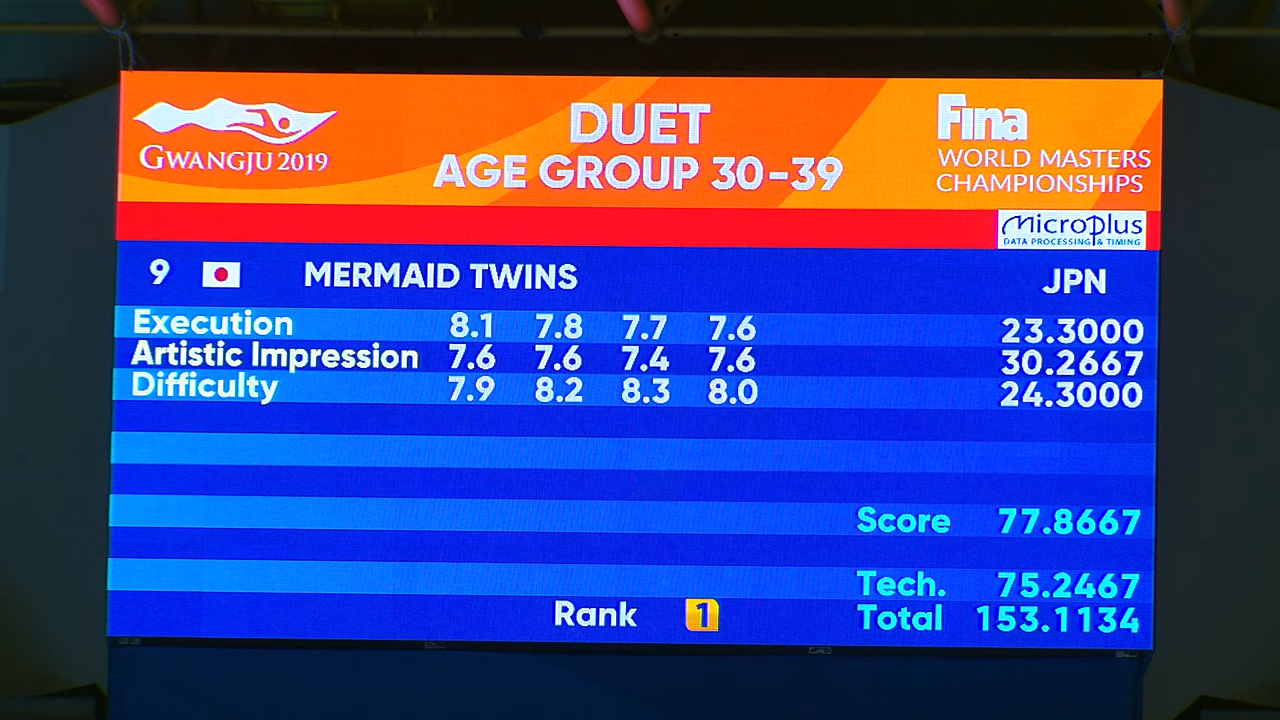 GWANGJU 2019
DUET
AGE GROUP 30-39
Fina
WORLD MASTERS
CHAMPIONSHIPS
Microplus
DATA PROCESSING & TIMING
9 MERMAID TWINS JPN
Execution 8.1 7.8 7.7 7.6 23.3000
Artistic Impression 7.6 7.6 7.4 7.6 30.2667
Difficulty 7.9 8.2 8.3 8.0 24.3000
Score 77.8667
Tech. 75.2467
Rank 1 Total 153.1134